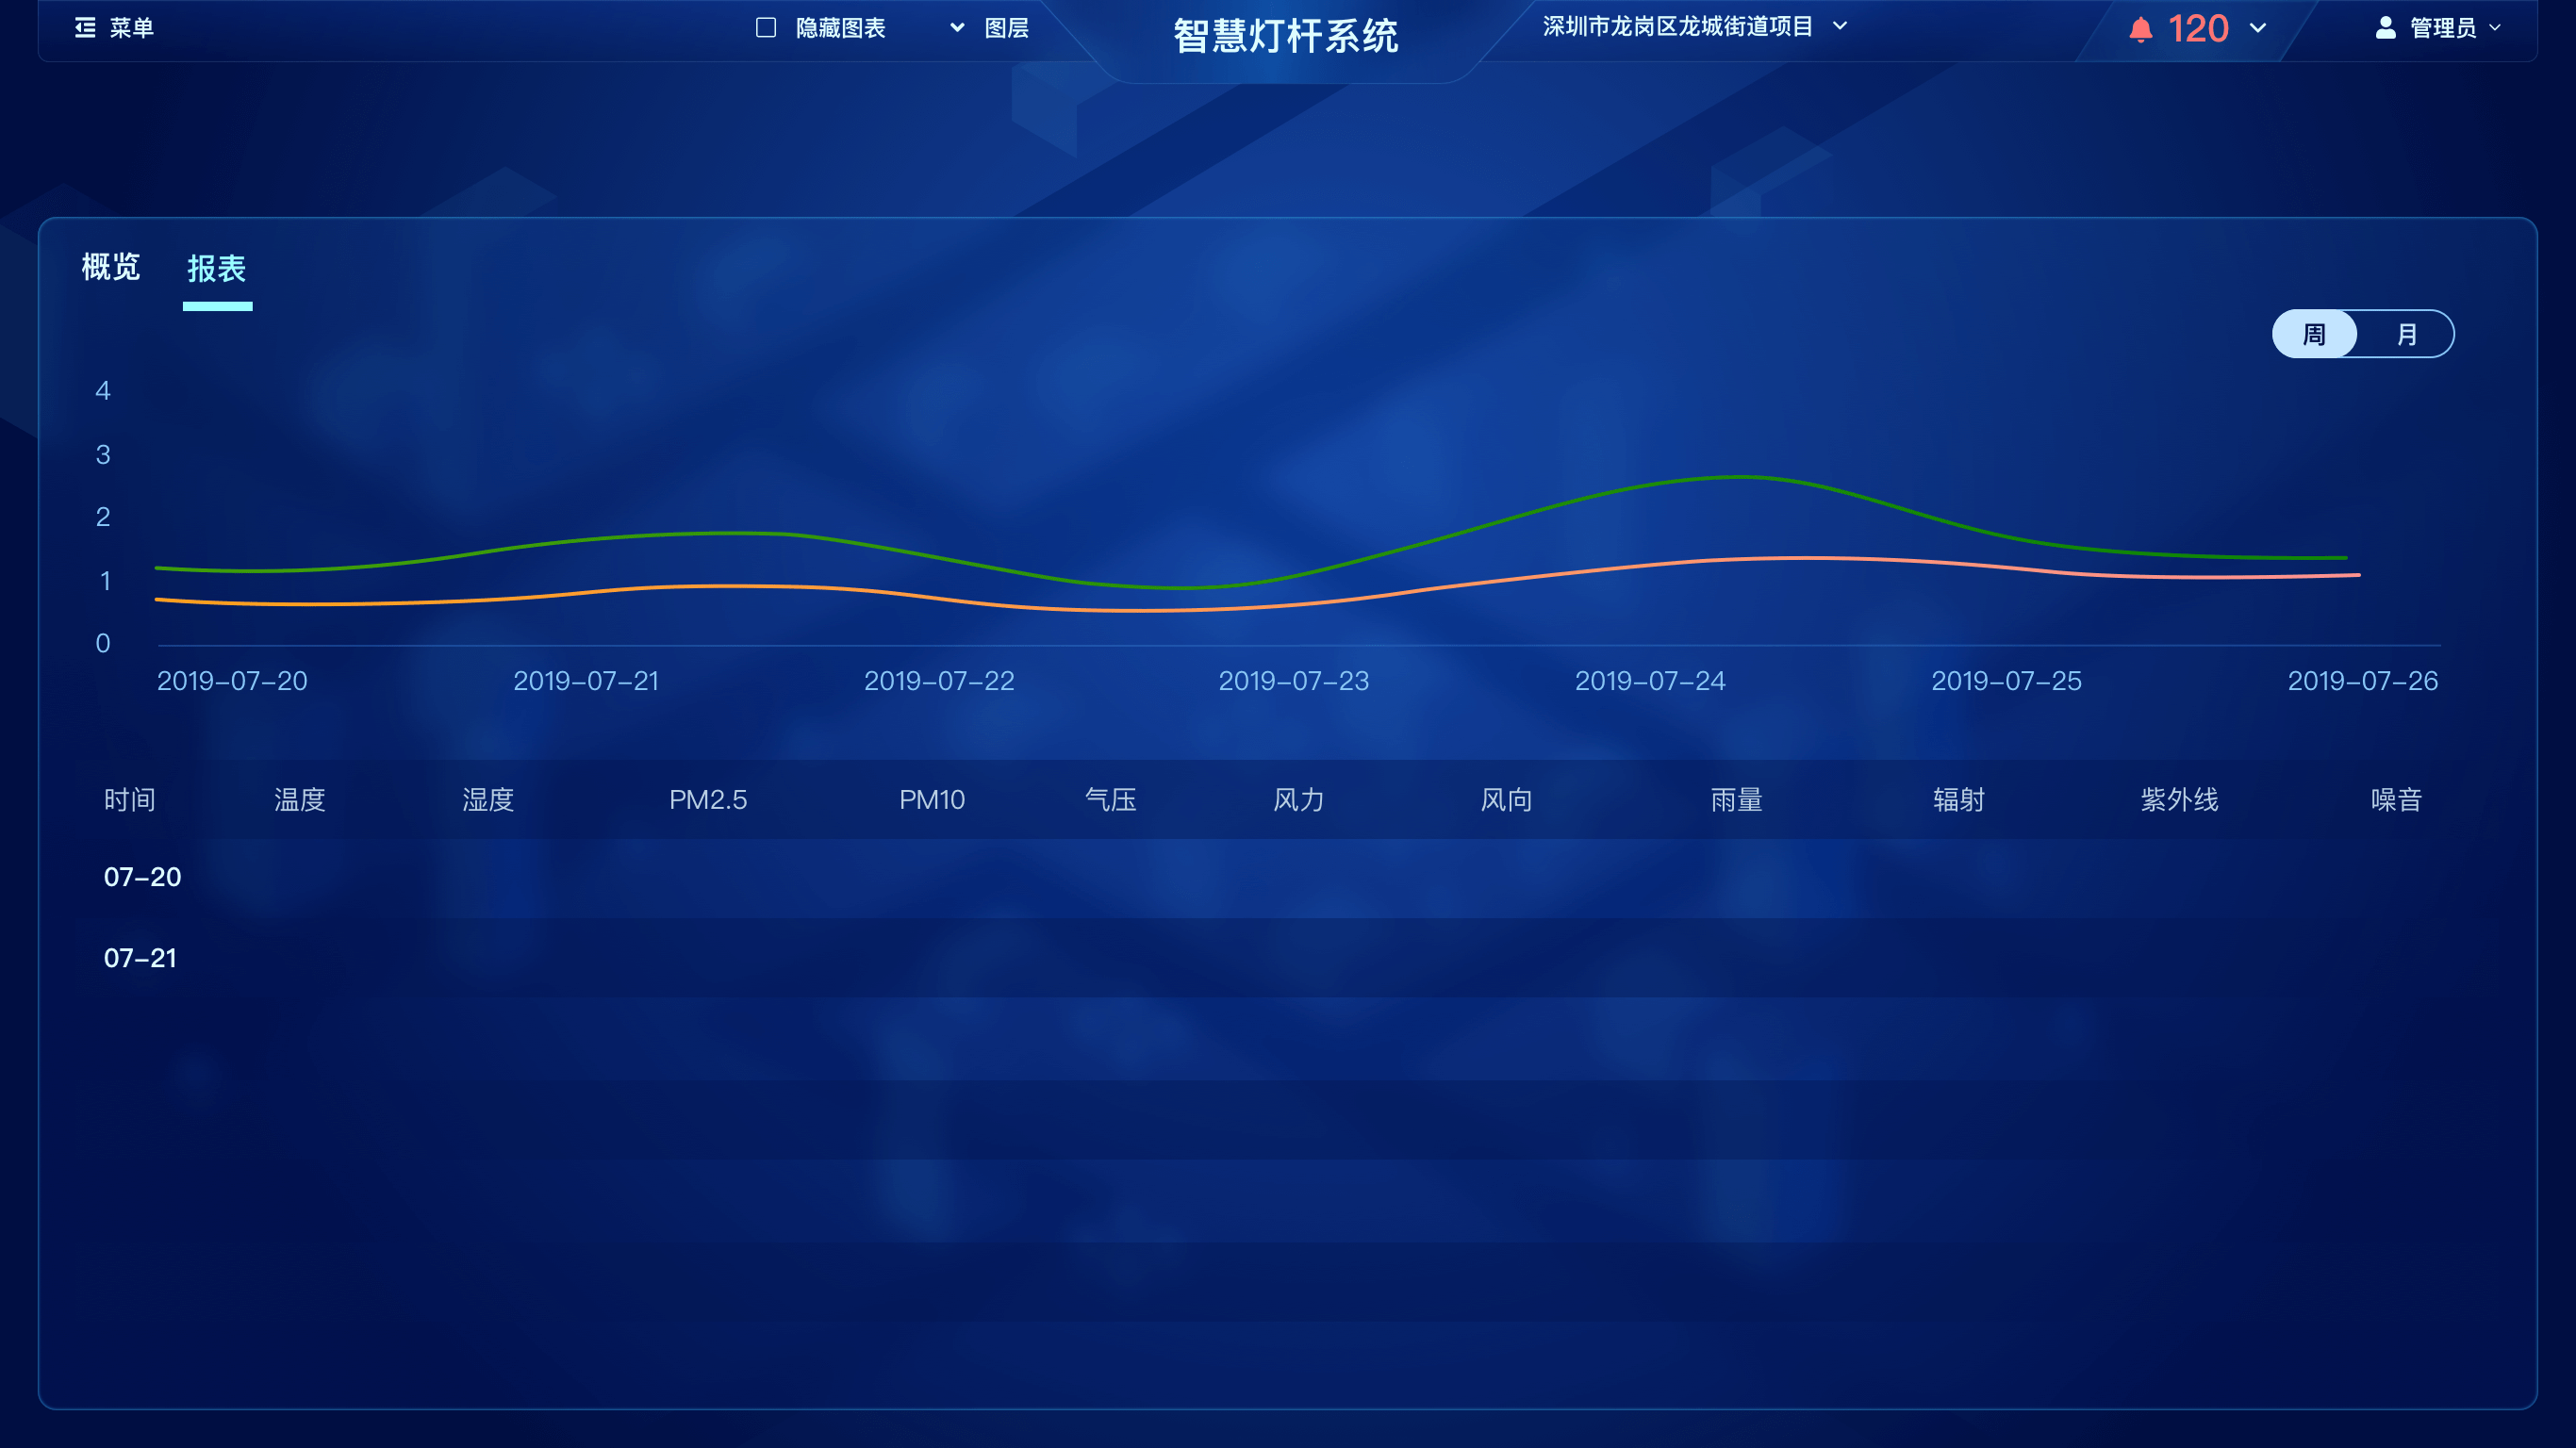 菜单 隐藏图表 图层 智慧灯杆系统 深圳市龙岗区龙城街道项目 120 管理员
概览 报表
周 月
4
3
2
1
0
2019-07-20 2019-07-21 2019-07-22 2019-07-23 2019-07-24 2019-07-25 2019-07-26
时间 温度 湿度 PM2.5 PM10 气压 风力 风向 雨量 辐射 紫外线 噪音
07-20
07-21